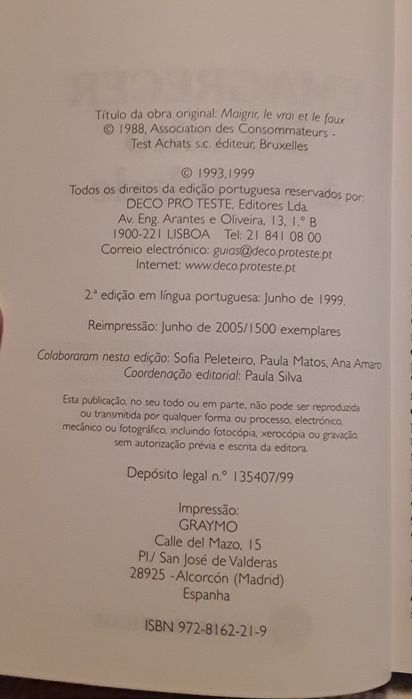 Título da obra original: Maigrir, le vrai et le faux
© 1988, Association des Consommateurs -
Test Achats s.c. éditeur, Bruxelles
© 1993,1999
Todos os direitos da edição portuguesa reservados por:
DECO PRO TESTE, Editores Lda.
Av. Eng. Arantes e Oliveira, 13, 1.º B
1900-221 LISBOA Tel: 21 841 08 00
Correio electrónico: guias@deco.proteste.pt
Internet: www.deco.proteste.pt
2.ª edição em língua portuguesa: Junho de 1999.
Reimpressão: Junho de 2005/1500 exemplares
Colaboraram nesta edição: Sofia Peleteiro, Paula Matos, Ana Amaro
Coordenação editorial: Paula Silva
Esta publicação, no seu todo ou em parte, não pode ser reproduzida
ou transmitida por qualquer forma ou processo, electrónico,
mecânico ou fotográfico, incluindo fotocópia, xerocópia ou gravação,
sem autorização prévia e escrita da editora.
Depósito legal n.º 135407/99
Impressão:
GRAYMO
Calle del Mazo, 15
Pl./ San José de Valderas
28925 - Alcorcón (Madrid)
Espanha
ISBN 972-8162-21-9